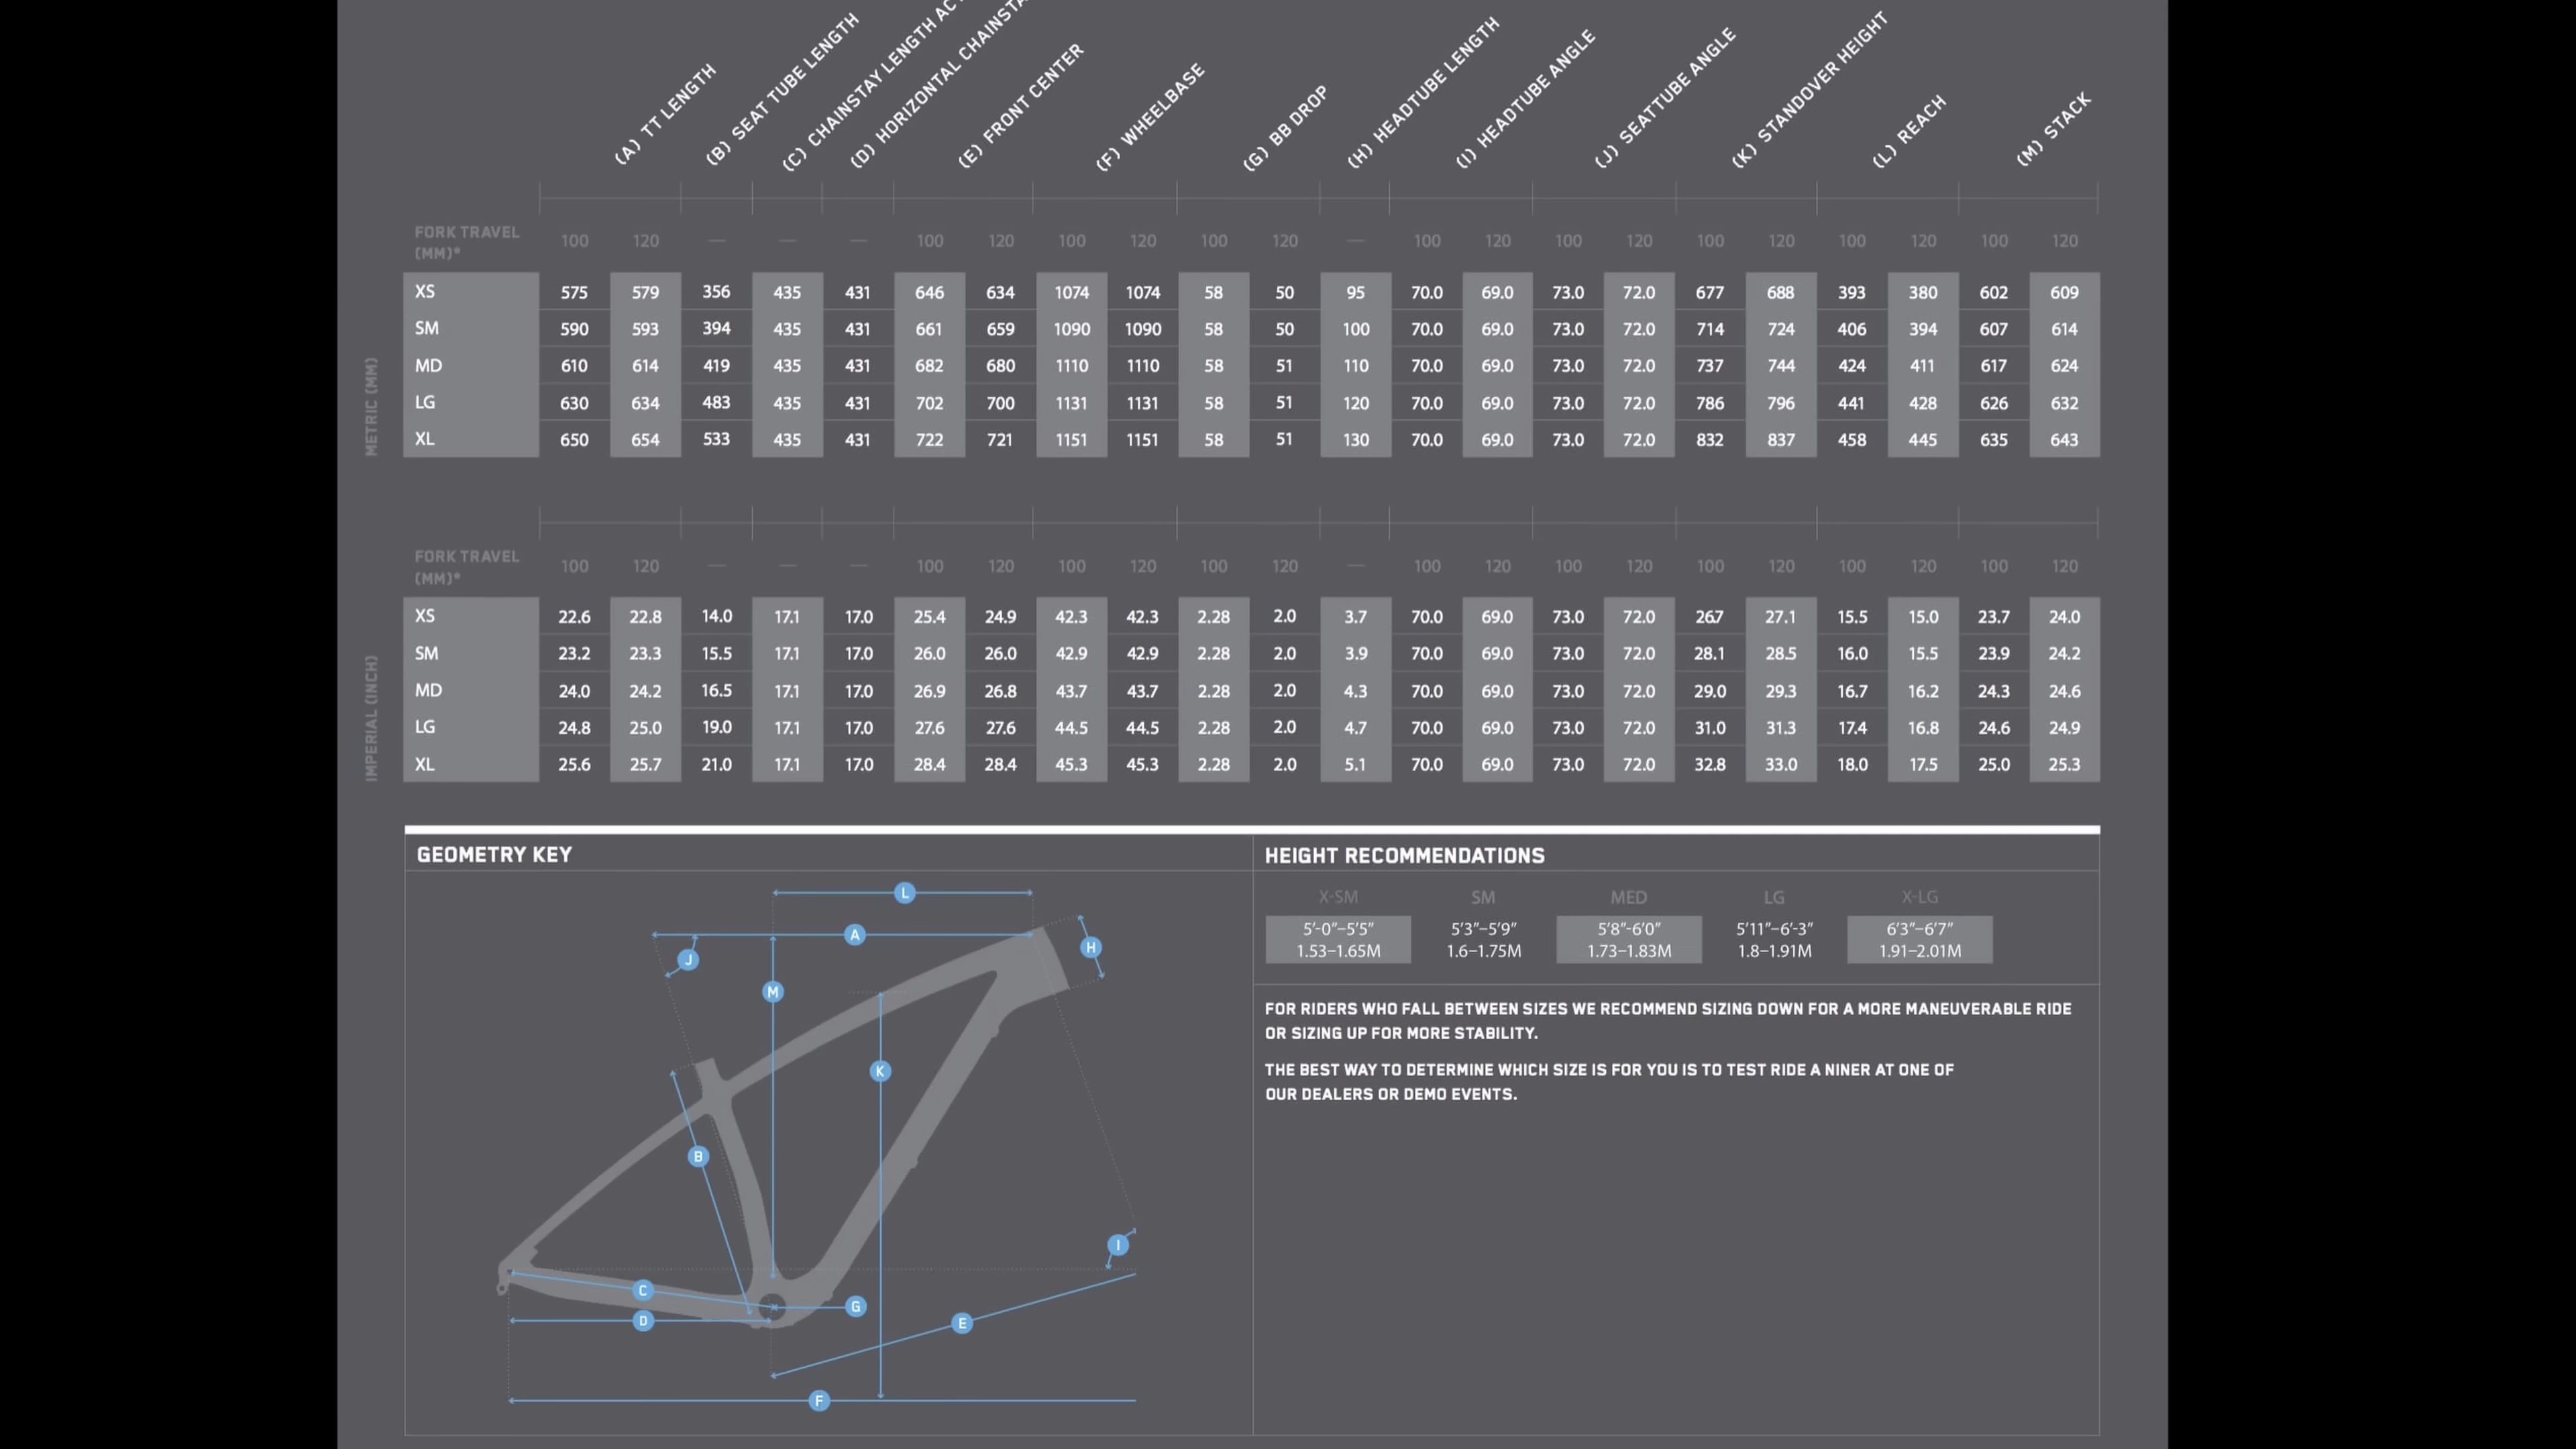 (A) TT LENGTH
(B) SEAT TUBE LENGTH
(C) CHAINSTAY LENGTH
(D) HORIZONTAL
(E) FRONT CENTER
(F) WHEELBASE
(G) BB DROP
(H) HEADTUBE LENGTH
(I) HEADTUBE ANGLE
(J) SEATTUBE ANGLE
(K) STANDOVER HEIGHT
(L) REACH
(M) STACK
FORK TRAVEL
(MM)*
100 120 — — — 100 120 100 120 100 120 — 100 120 100 120 100 120 100 120 100 120
METRIC (MM)
XS 575 579 356 435 431 646 634 1074 1074 58 50 95 70.0 69.0 73.0 72.0 677 688 393 380 602 609
SM 590 593 394 435 431 661 659 1090 1090 58 50 100 70.0 69.0 73.0 72.0 714 724 406 394 607 614
MD 610 614 419 435 431 682 680 1110 1110 58 51 110 70.0 69.0 73.0 72.0 737 744 424 411 617 624
LG 630 634 483 435 431 702 700 1131 1131 58 51 120 70.0 69.0 73.0 72.0 786 796 441 428 626 632
XL 650 654 533 435 431 722 721 1151 1151 58 51 130 70.0 69.0 73.0 72.0 832 837 458 445 635 643
FORK TRAVEL
(MM)*
100 120 — — — 100 120 100 120 100 120 — 100 120 100 120 100 120 100 120 100 120
IMPERIAL (INCH)
XS 22.6 22.8 14.0 17.1 17.0 25.4 24.9 42.3 42.3 2.28 2.0 3.7 70.0 69.0 73.0 72.0 26.7 27.1 15.5 15.0 23.7 24.0
SM 23.2 23.3 15.5 17.1 17.0 26.0 26.0 42.9 42.9 2.28 2.0 3.9 70.0 69.0 73.0 72.0 28.1 28.5 16.0 15.5 23.9 24.2
MD 24.0 24.2 16.5 17.1 17.0 26.9 26.8 43.7 43.7 2.28 2.0 4.3 70.0 69.0 73.0 72.0 29.0 29.3 16.7 16.2 24.3 24.6
LG 24.8 25.0 19.0 17.1 17.0 27.6 27.6 44.5 44.5 2.28 2.0 4.7 70.0 69.0 73.0 72.0 31.0 31.3 17.4 16.8 24.6 24.9
XL 25.6 25.7 21.0 17.1 17.0 28.4 28.4 45.3 45.3 2.28 2.0 5.1 70.0 69.0 73.0 72.0 32.8 33.0 18.0 17.5 25.0 25.3
GEOMETRY KEY
L
A
H
J
M
K
B
I
C
G
D
E
F
HEIGHT RECOMMENDATIONS
X-SM SM MED LG X-LG
5'-0"–5'5" 5'3"–5'9" 5'8"-6'0" 5'11"–6'-3" 6'3"–6'7"
1.53–1.65M 1.6–1.75M 1.73–1.83M 1.8–1.91M 1.91–2.01M
FOR RIDERS WHO FALL BETWEEN SIZES WE RECOMMEND SIZING DOWN FOR A MORE MANEUVERABLE RIDE
OR SIZING UP FOR MORE STABILITY.
THE BEST WAY TO DETERMINE WHICH SIZE IS FOR YOU IS TO TEST RIDE A NINER AT ONE OF
OUR DEALERS OR DEMO EVENTS.